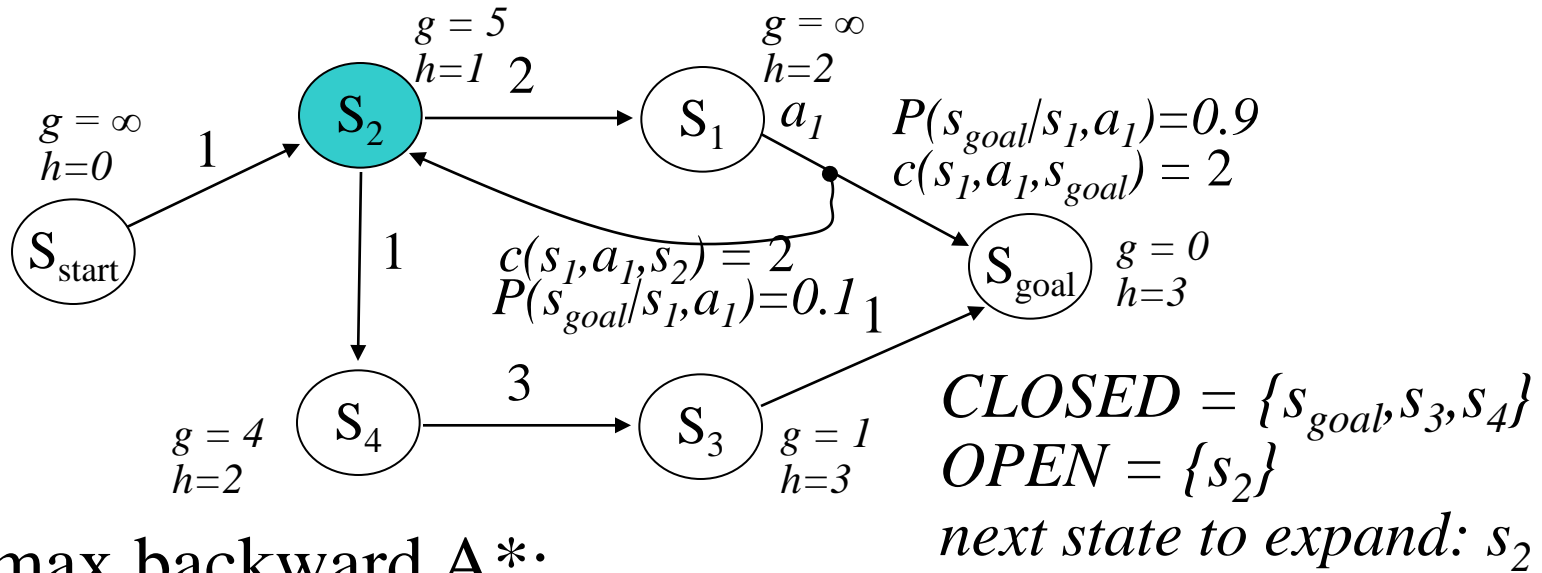 g = 5
h=1
2
g = ∞
h=2
g = ∞
h=0
1
S2
S1
a1
P(sgoal/s1,a1)=0.9
c(s1,a1,sgoal) = 2
Sstart
1
c(s1,a1,s2) = 2
P(sgoal/s1,a1)=0.1
1
Sgoal
g = 0
h=3
3
S4
S3
g = 4
h=2
g = 1
h=3
CLOSED = {sgoal,s3,s4}
OPEN = {s2}
next state to expand: s2
max backward A*: